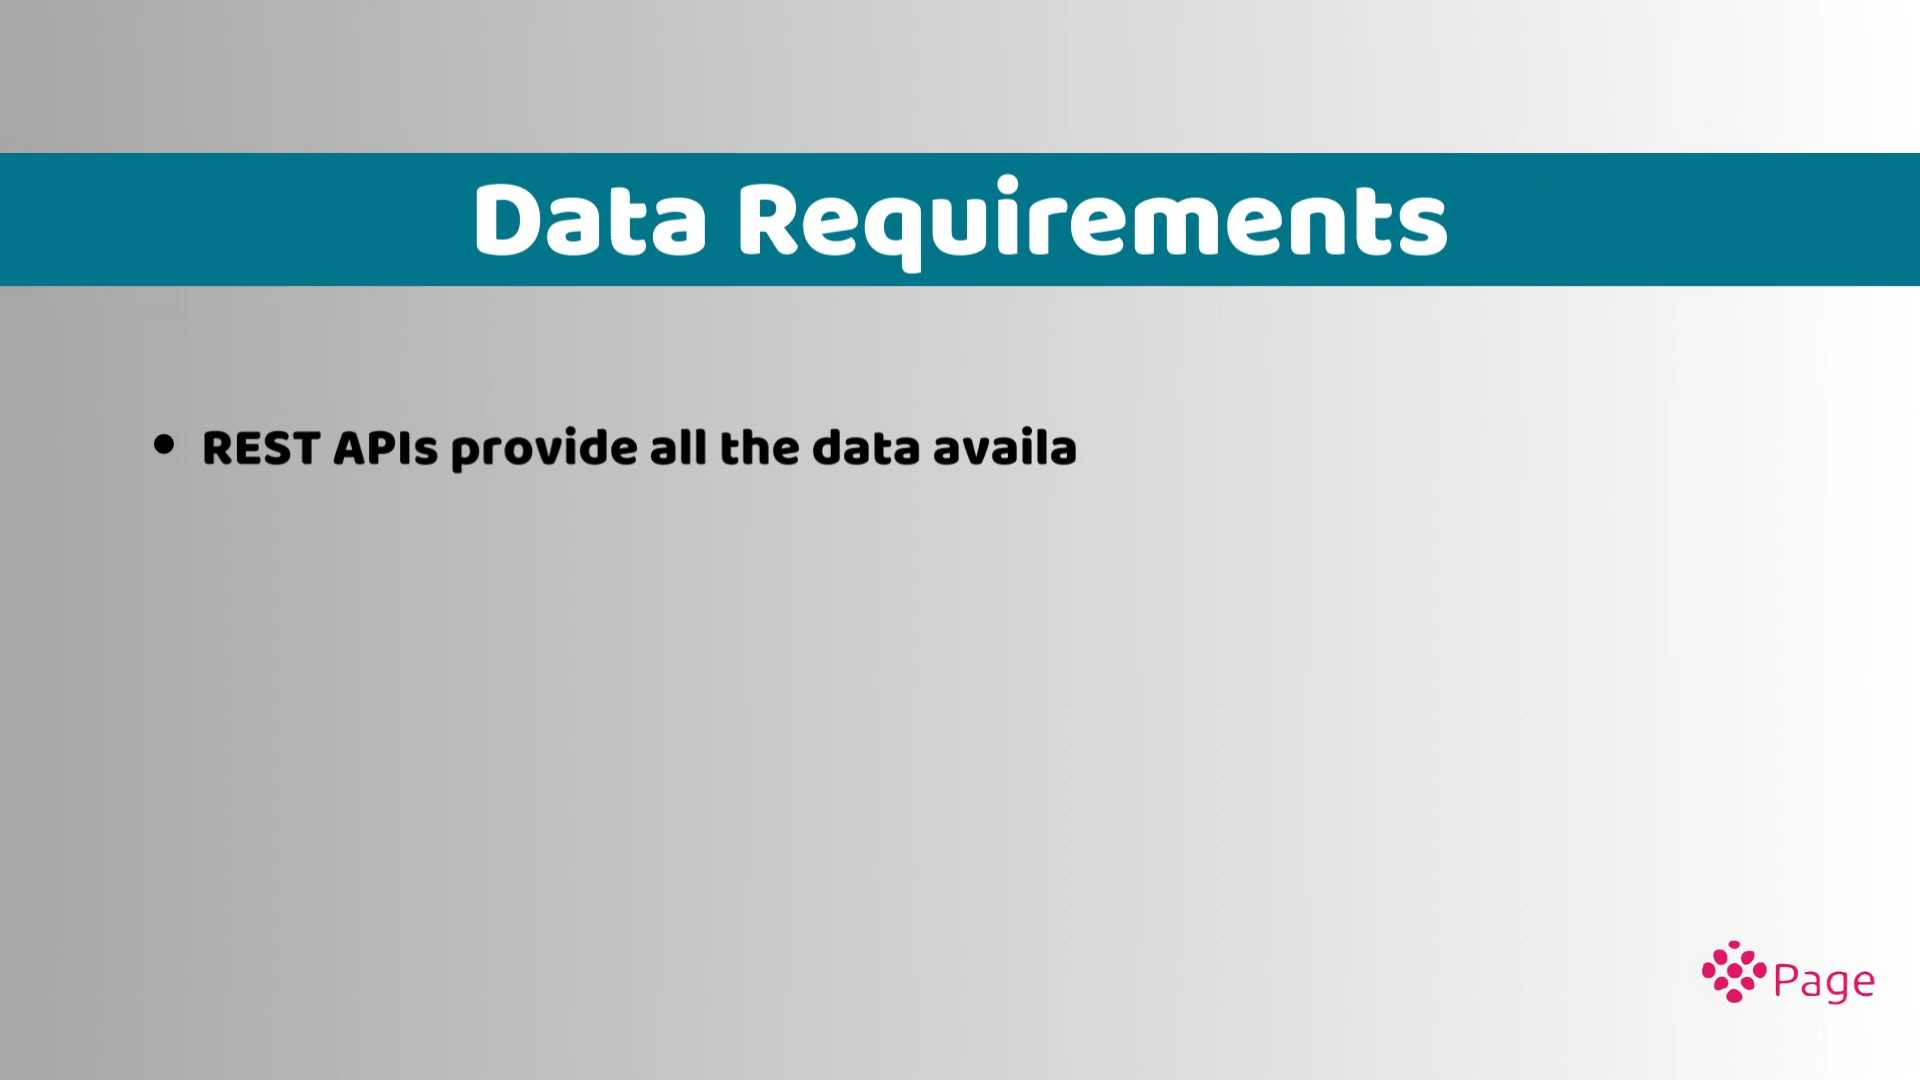 Data Requirements
• REST APIs provide all the data availa
Page